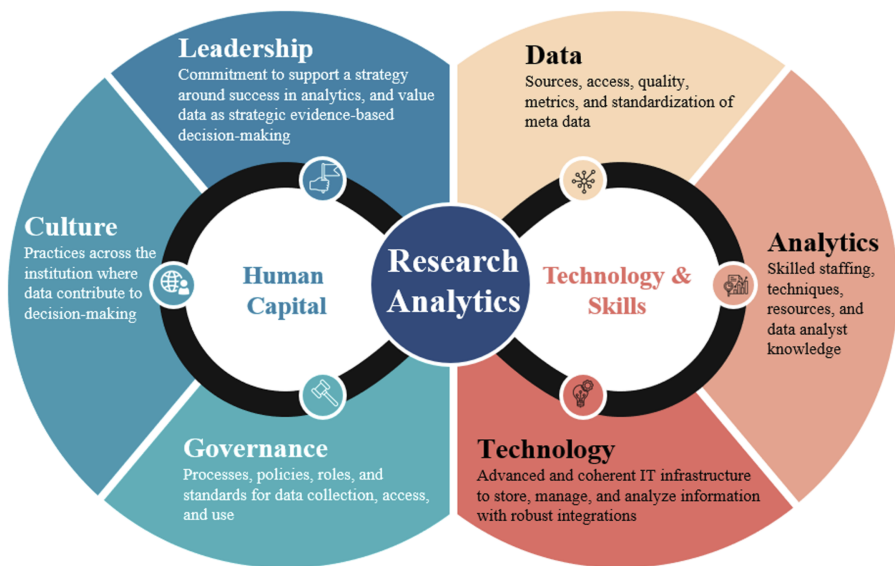 Leadership
Commitment to support a strategy
around success in analytics, and value
data as strategic evidence-based
decision-making
Data
Sources, access, quality,
metrics, and standardization of
meta data
Culture
Practices across the
institution where
data contribute to
decision-making
Human
Capital
Research
Analytics
Technology &
Skills
Analytics
Skilled staffing,
techniques,
resources, and
data analyst
knowledge
Governance
Processes, policies, roles, and
standards for data collection, access,
and use
Technology
Advanced and coherent IT infrastructure
to store, manage, and analyze information
with robust integrations